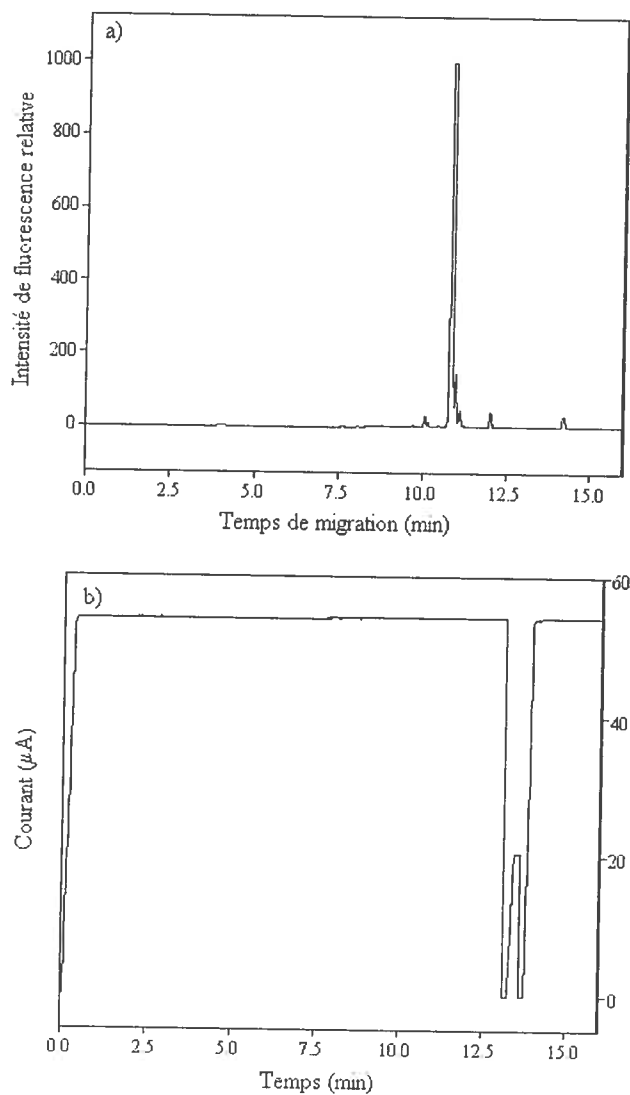 a)
1000
800
600
400
200
0
Intensité de fluorescence relative
0.0 2.5 5.0 7.5 10.0 12.5 15.0
Temps de migration (min)
b)
60
40
20
0
Courant (µA)
0.0 2.5 5.0 7.5 10.0 12.5 15.0
Temps (min)